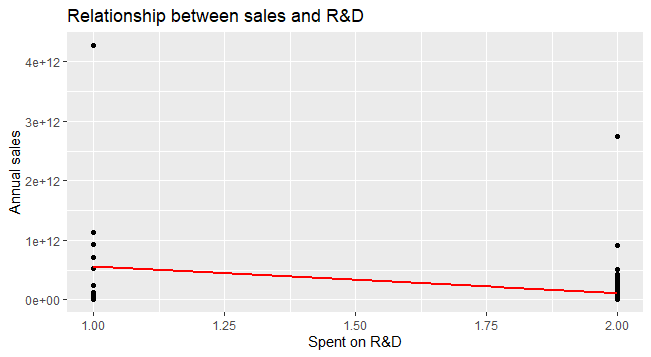 Relationship between sales and R&D
4e+12
3e+12
2e+12
1e+12
0e+00
Annual sales
1.00 1.25 1.50 1.75 2.00
Spent on R&D